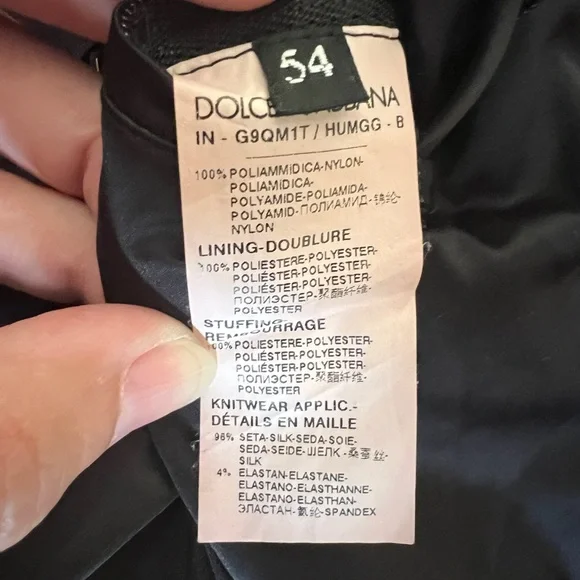 54
DOLCE GABBANA
IN - G9QM1T / HUMGG - B
100% POLIAMMIDICA-NYLON-
POLIAMIDICA-
POLYAMIDE-POLIAMIDA-
POLYAMID-ПОЛИАМИД-锦纶-
NYLON
LINING-DOUBLURE
100% POLIESTERE-POLYESTER-
POLIÉSTER-POLYESTER-
POLIÉSTER-POLYESTER-
ПОЛИЭСТЕР-聚酯纤维-
POLYESTER
STUFFING-
REMBOURRAGE
100% POLIESTERE-POLYESTER-
POLIÉSTER-POLYESTER-
POLIÉSTER-POLYESTER-
ПОЛИЭСТЕР-聚酯纤维-
POLYESTER
KNITWEAR APPLIC.-
DÉTAILS EN MAILLE
96% SETA-SILK-SEDA-SOIE-
SEDA-SEIDE-ШЕЛК-桑蚕丝-
SILK
4% ELASTAN-ELASTANE-
ELASTANO-ELASTHANNE-
ELASTANO-ELASTHAN-
ЭЛАСТАН-氨纶-SPANDEX